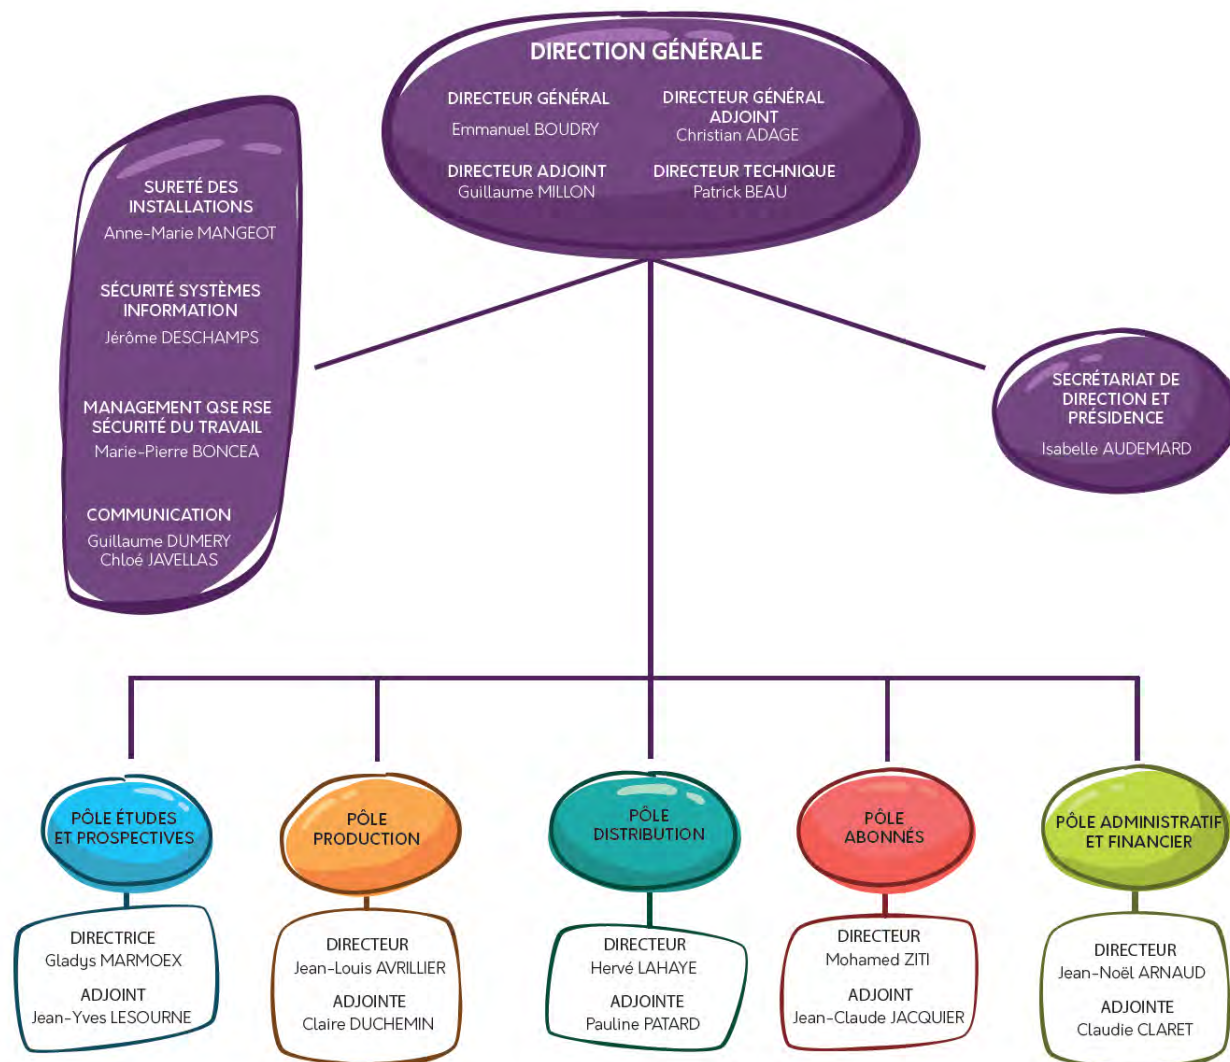 DIRECTION GÉNÉRALE
DIRECTEUR GÉNÉRAL
Emmanuel BOUDRY
DIRECTEUR GÉNÉRAL
ADJOINT
Christian ADAGE
DIRECTEUR ADJOINT
Guillaume MILLON
DIRECTEUR TECHNIQUE
Patrick BEAU
SURETÉ DES
INSTALLATIONS
Anne-Marie MANGEOT
SÉCURITÉ SYSTÈMES
INFORMATION
Jérôme DESCHAMPS
MANAGEMENT QSE RSE
SÉCURITÉ DU TRAVAIL
Marie-Pierre BONCEA
COMMUNICATION
Guillaume DUMERY
Chloé JAVELLAS
SECRÉTARIAT DE
DIRECTION ET
PRÉSIDENCE
Isabelle AUDEMARD
PÔLE ÉTUDES
ET PROSPECTIVES
DIRECTRICE
Gladys MARMOEX
ADJOINT
Jean-Yves LESOURNE
PÔLE
PRODUCTION
DIRECTEUR
Jean-Louis AVRILLIER
ADJOINTE
Claire DUCHEMIN
PÔLE
DISTRIBUTION
DIRECTEUR
Hervé LAHAYE
ADJOINTE
Pauline PATARD
PÔLE
ABONNÉS
DIRECTEUR
Mohamed ZITI
ADJOINT
Jean-Claude JACQUIER
PÔLE ADMINISTRATIF
ET FINANCIER
DIRECTEUR
Jean-Noël ARNAUD
ADJOINTE
Claudie CLARET